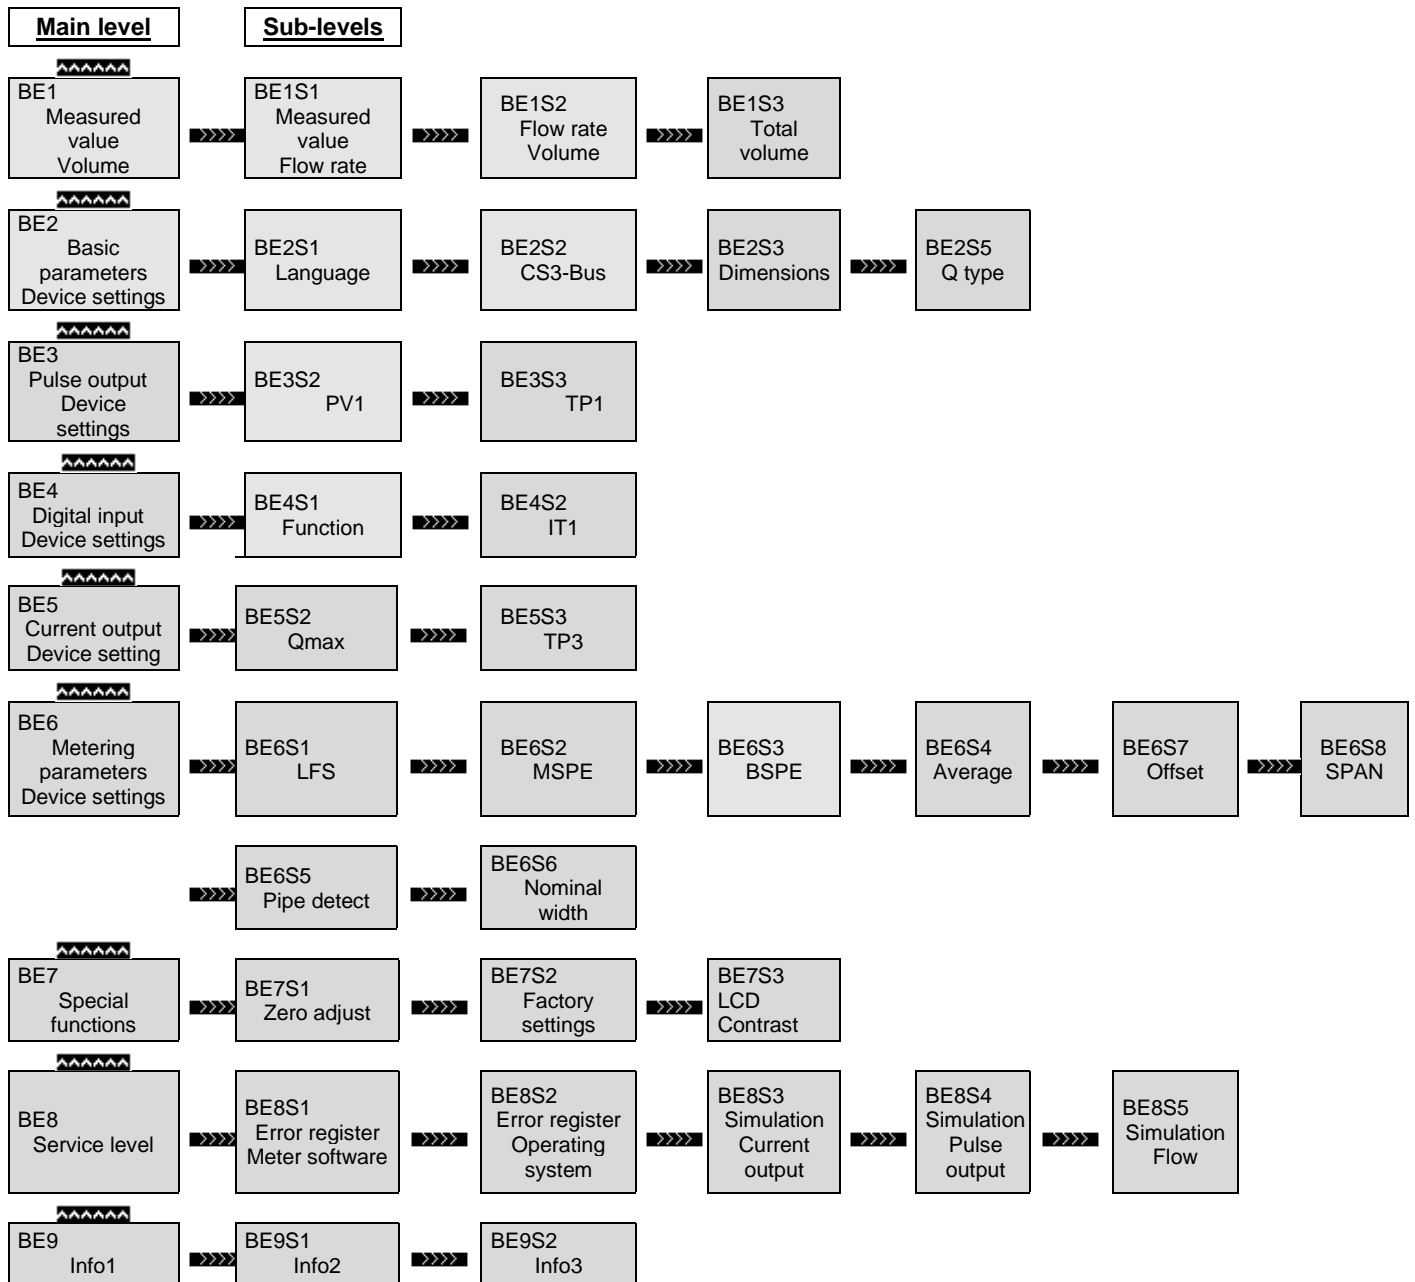 Main level
Sub-levels
BE1
Measured
value
Volume
BE1S1
Measured
value
Flow rate
BE1S2
Flow rate
Volume
BE1S3
Total
volume
BE2
Basic
parameters
Device settings
BE2S1
Language
BE2S2
CS3-Bus
BE2S3
Dimensions
BE2S5
Q type
BE3
Pulse output
Device
settings
BE3S2
PV1
BE3S3
TP1
BE4
Digital input
Device settings
BE4S1
Function
BE4S2
IT1
BE5
Current output
Device setting
BE5S2
Qmax
BE5S3
TP3
BE6
Metering
parameters
Device settings
BE6S1
LFS
BE6S2
MSPE
BE6S3
BSPE
BE6S4
Average
BE6S7
Offset
BE6S8
SPAN
BE6S5
Pipe detect
BE6S6
Nominal
width
BE7
Special
functions
BE7S1
Zero adjust
BE7S2
Factory
settings
BE7S3
LCD
Contrast
BE8
Service level
BE8S1
Error register
Meter software
BE8S2
Error register
Operating
system
BE8S3
Simulation
Current
output
BE8S4
Simulation
Pulse
output
BE8S5
Simulation
Flow
BE9
Info1
BE9S1
Info2
BE9S2
Info3